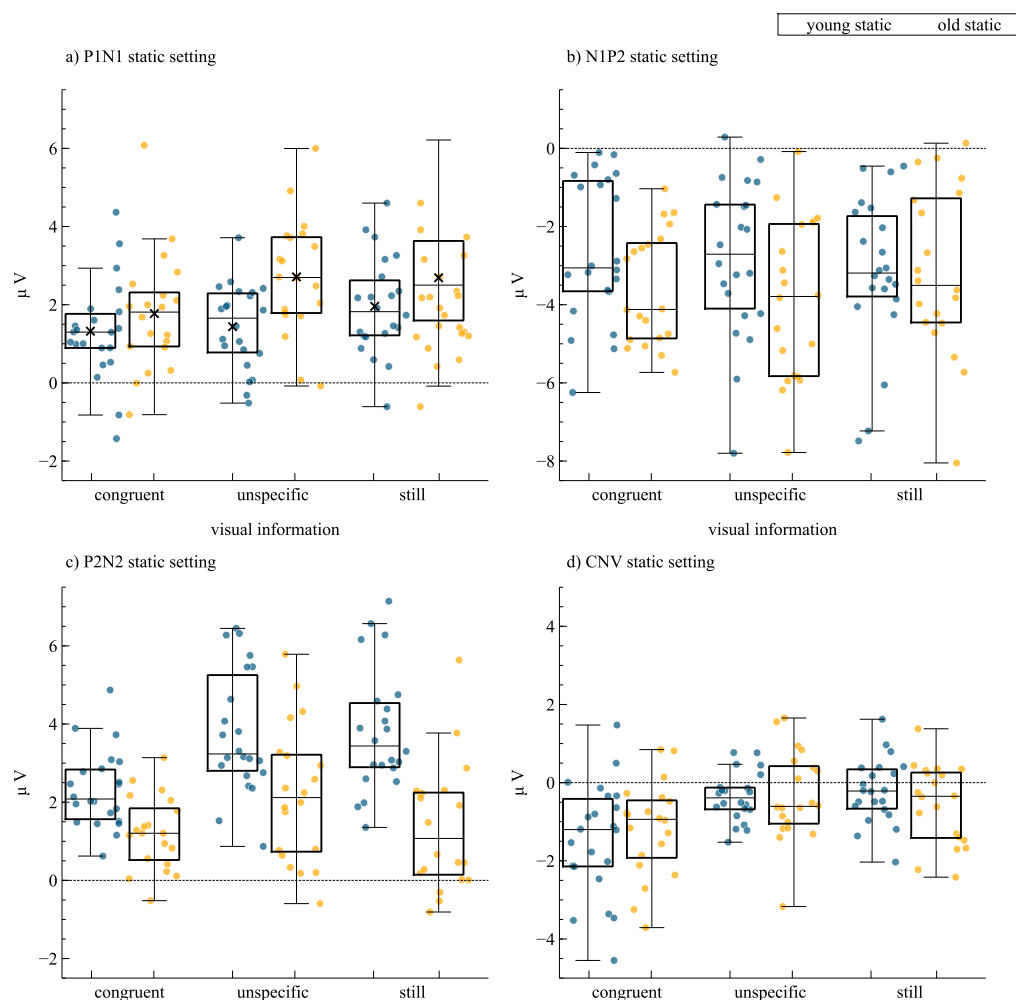 young static old static
a) P1N1 static setting
b) N1P2 static setting
μ V
6
4
2
0
−2
congruent unspecific still
visual information
μ V
0
−2
−4
−6
−8
congruent unspecific still
visual information
c) P2N2 static setting
d) CNV static setting
μ V
6
4
2
0
−2
congruent unspecific still
μ V
4
2
0
−2
−4
congruent unspecific still